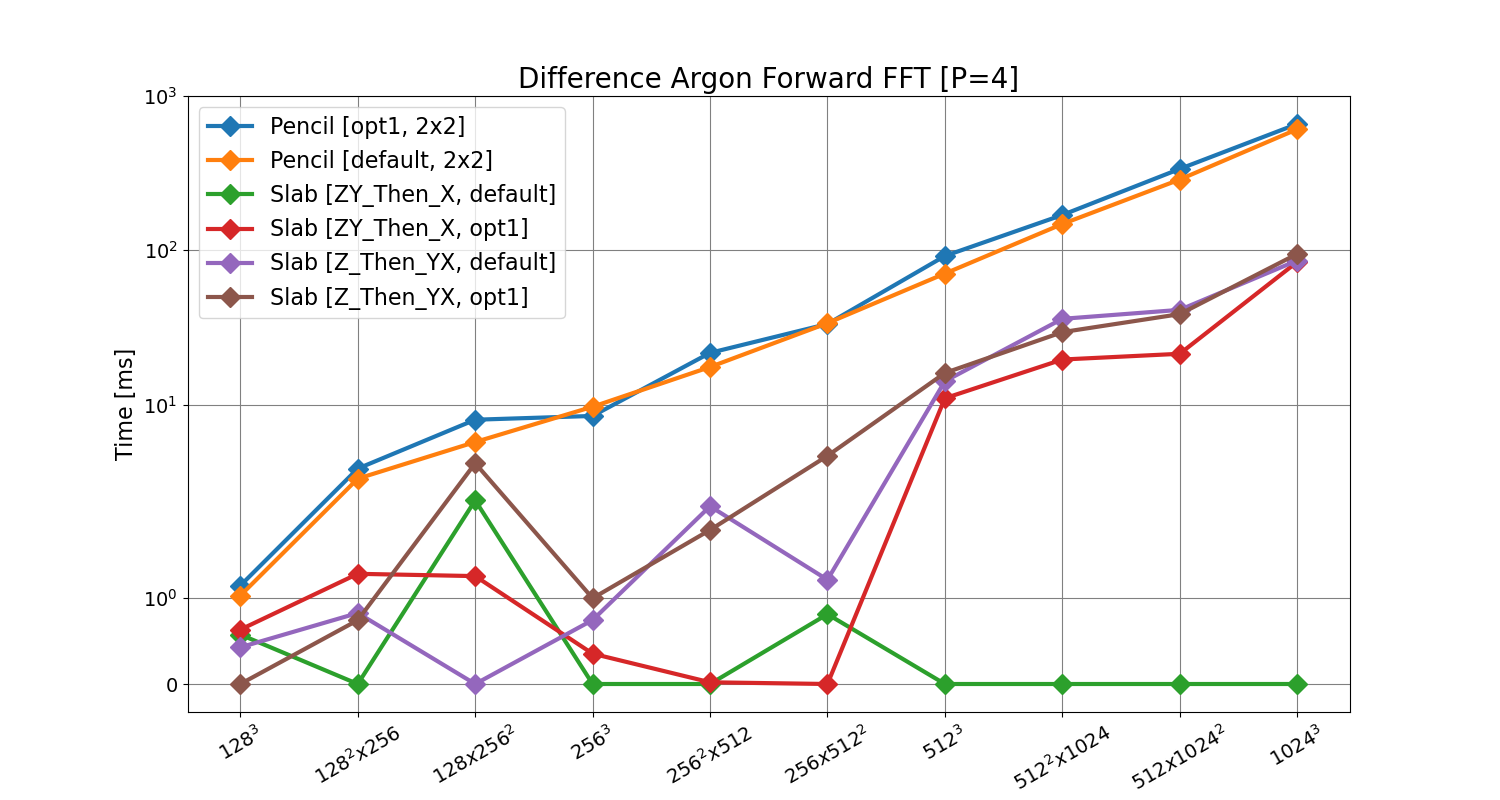 Difference Argon Forward FFT [P=4]
10³
10²
10¹
10⁰
0
Time [ms]
Pencil [opt1, 2x2]
Pencil [default, 2x2]
Slab [ZY_Then_X, default]
Slab [ZY_Then_X, opt1]
Slab [Z_Then_YX, default]
Slab [Z_Then_YX, opt1]
128³
128²x256
128x256²
256³
256²x512
256x512²
512³
512²x1024
512x1024²
1024³